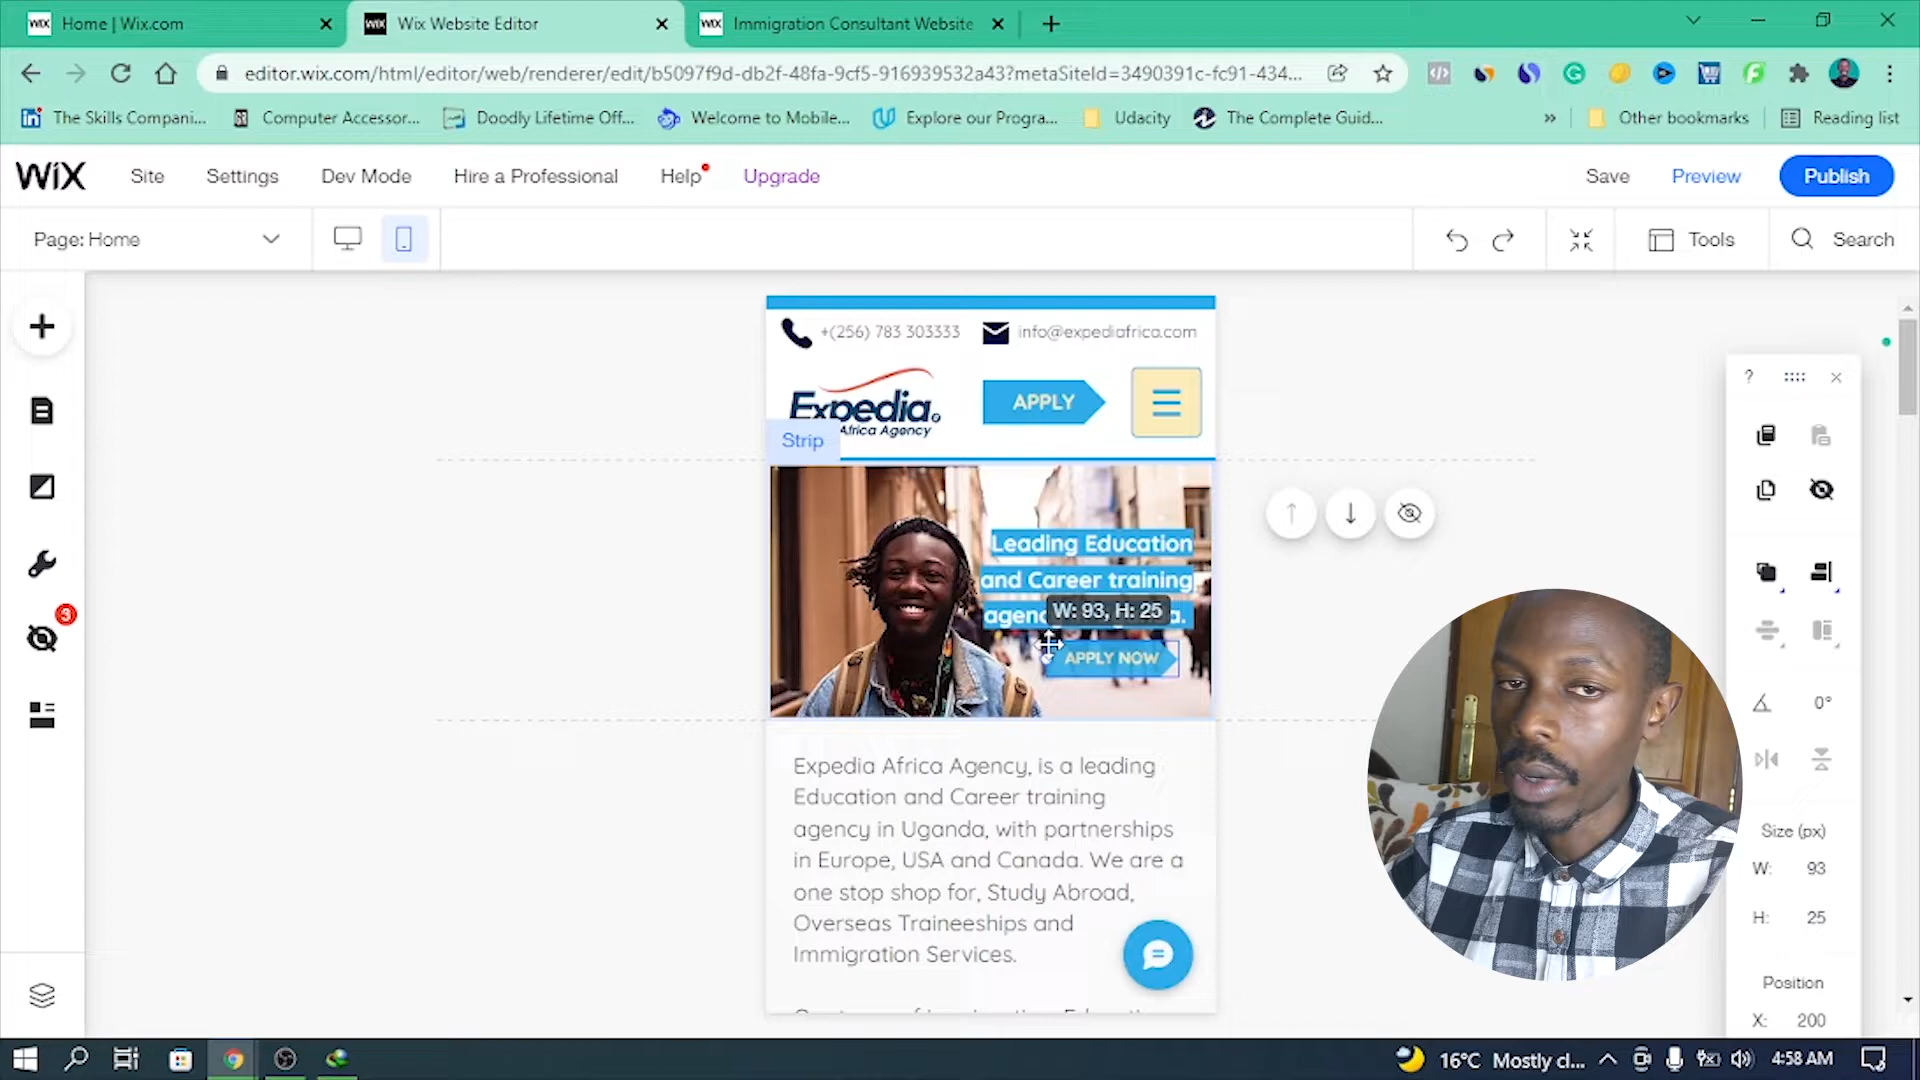 WiX Home | Wix.com
WiX Wix Website Editor
WiX Immigration Consultant Website
editor.wix.com/html/editor/web/renderer/edit/b5097f9d-db2f-48fa-9cf5-916939532a43?metaSiteId=3490391c-fc91-434...
The Skills Compani...
Computer Accessor...
Doodly Lifetime Off...
Welcome to Mobile...
Explore our Progra...
Udacity
The Complete Guid...
»
Other bookmarks
Reading list
WiX
Site
Settings
Dev Mode
Hire a Professional
Help
Upgrade
Save
Preview
Publish
Page: Home
Tools
Search
+(256) 783 303333
info@expediafrica.com
Expedia
Africa Agency
APPLY
Strip
Leading Education
and Career training
agen
a.
W: 93, H: 25
APPLY NOW
Expedia Africa Agency, is a leading
Education and Career training
agency in Uganda, with partnerships
in Europe, USA and Canada. We are a
one stop shop for, Study Abroad,
Overseas Traineeships and
Immigration Services.
3
?
0°
Size (px)
W: 93
H: 25
Position
X: 200
16°C Mostly cl...
4:58 AM